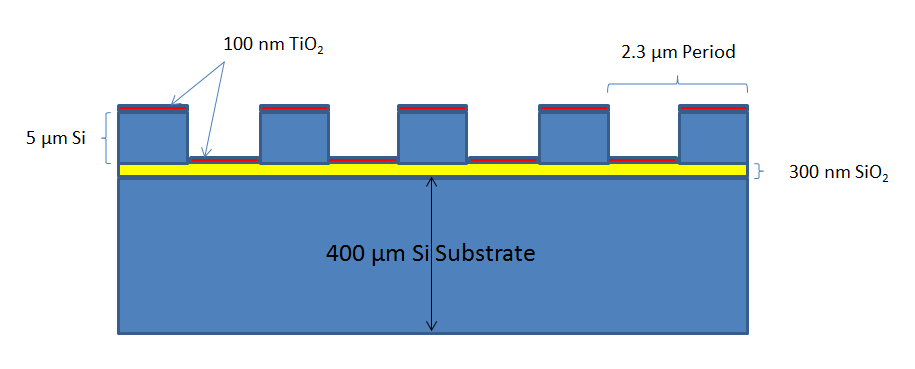 100 nm TiO₂
2.3 µm Period
5 µm Si
300 nm SiO₂
400 µm Si Substrate